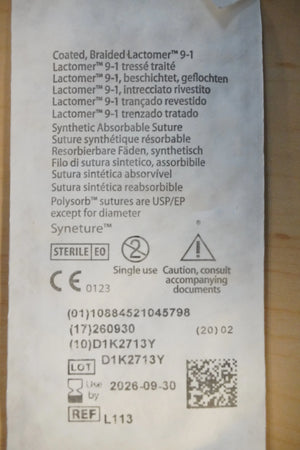 Coated, Braided Lactomer™ 9-1
Lactomer™ 9-1 tressé traité
Lactomer™ 9-1, beschichtet, geflochten
Lactomer™ 9-1, intrecciato rivestito
Lactomer™ 9-1 trançado revestido
Lactomer™ 9-1 trenzado tratado
Synthetic Absorbable Suture
Suture synthétique résorbable
Resorbierbare Fäden, synthetisch
Filo di sutura sintetico, assorbibile
Sutura sintética absorvível
Sutura sintética reabsorbible
Polysorb™ sutures are USP/EP
except for diameter
Syneture™
®
STERILE EO
2
Single use
Caution, consult
accompanying
documents
CE 0123
(01)10884521045798
(17)260930
(20) 02
(10)D1K2713Y
LOT D1K2713Y
Use by 2026-09-30
REF L113